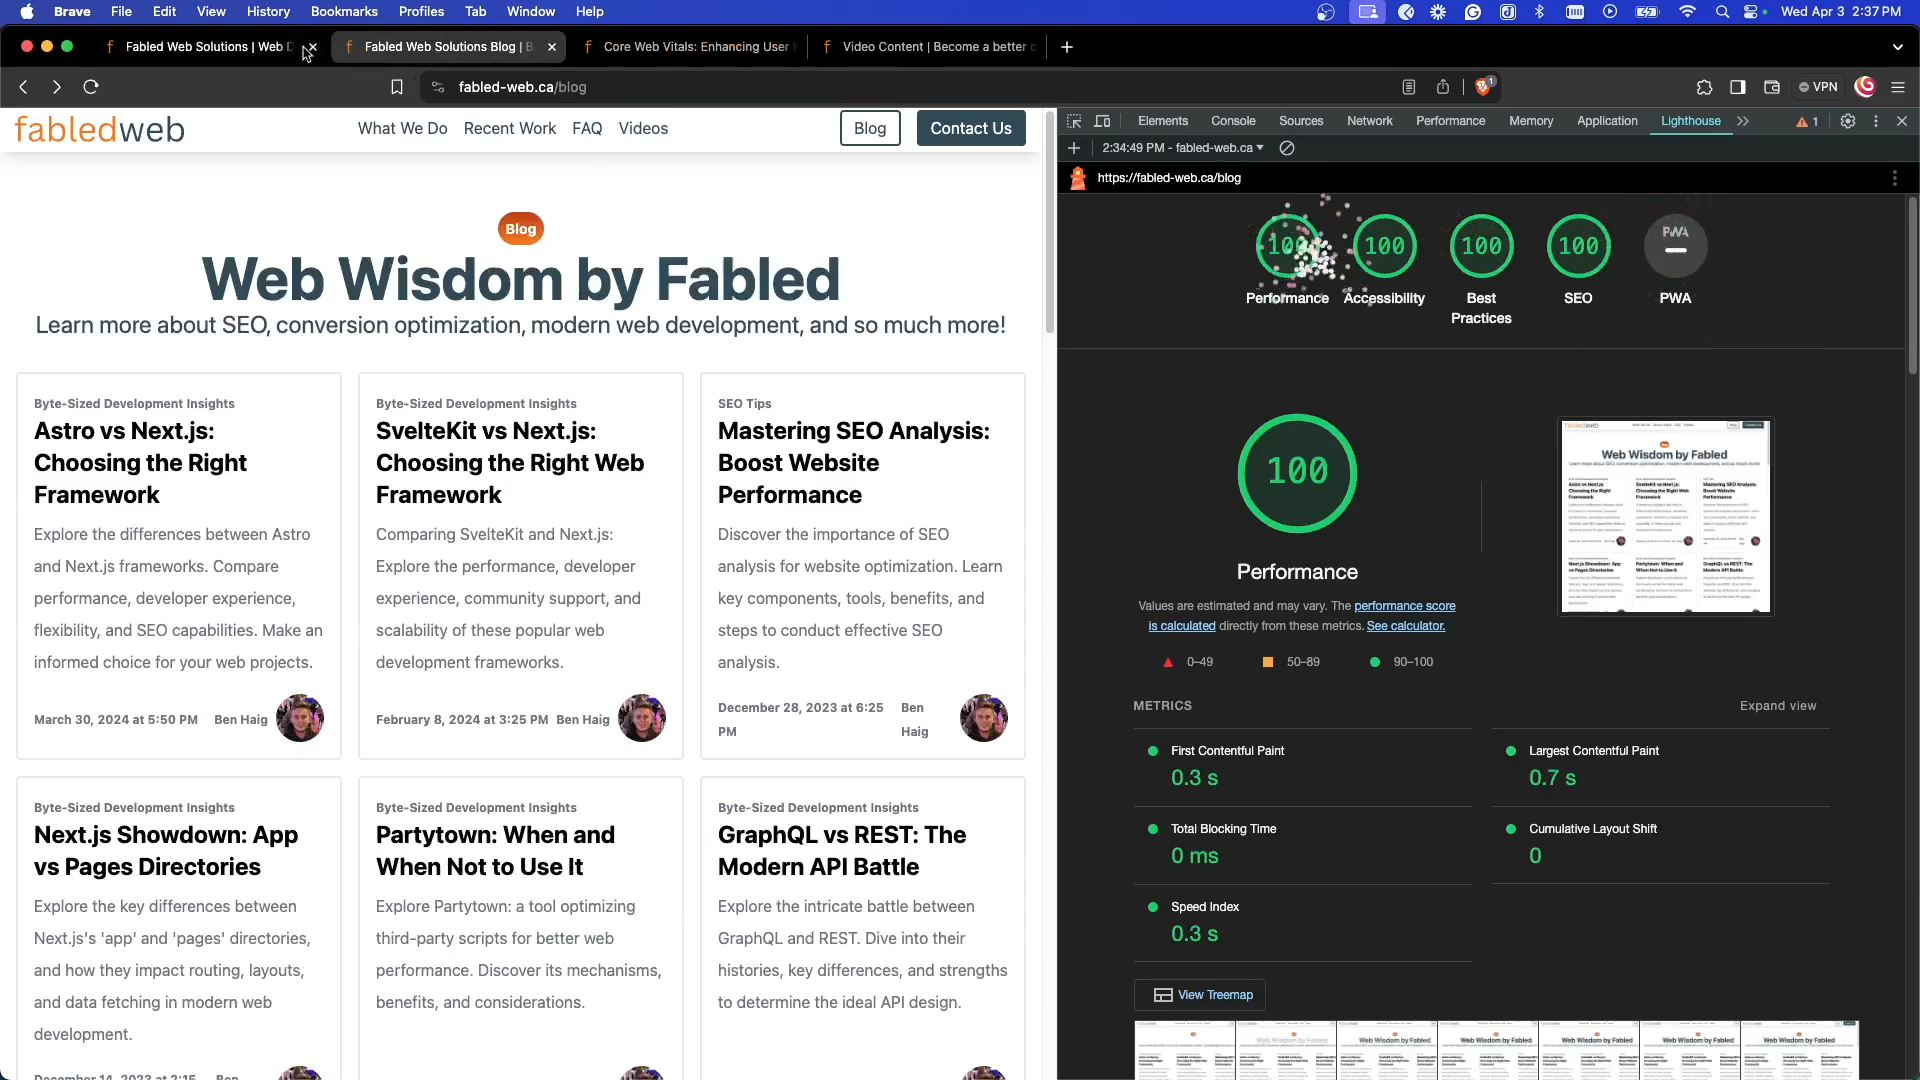 Brave File Edit View History Bookmarks Profiles Tab Window Help Wed Apr 3 2:37 PM
Fabled Web Solutions | Web D
Fabled Web Solutions Blog | B
Core Web Vitals: Enhancing User
Video Content | Become a better
fabled-web.ca/blog
1
VPN
fabledweb
What We Do Recent Work FAQ Videos
Blog
Contact Us
Blog
Web Wisdom by Fabled
Learn more about SEO, conversion optimization, modern web development, and so much more!
Byte-Sized Development Insights
Astro vs Next.js:
Choosing the Right
Framework
Explore the differences between Astro
and Next.js frameworks. Compare
performance, developer experience,
flexibility, and SEO capabilities. Make an
informed choice for your web projects.
March 30, 2024 at 5:50 PM Ben Haig
Byte-Sized Development Insights
SvelteKit vs Next.js:
Choosing the Right Web
Framework
Comparing SvelteKit and Next.js:
Explore the performance, developer
experience, community support, and
scalability of these popular web
development frameworks.
February 8, 2024 at 3:25 PM Ben Haig
SEO Tips
Mastering SEO Analysis:
Boost Website
Performance
Discover the importance of SEO
analysis for website optimization. Learn
key components, tools, benefits, and
steps to conduct effective SEO
analysis.
December 28, 2023 at 6:25
PM
Ben
Haig
Byte-Sized Development Insights
Next.js Showdown: App
vs Pages Directories
Explore the key differences between
Next.js's 'app' and 'pages' directories,
and how they impact routing, layouts,
and data fetching in modern web
development.
December 14, 2023 at 2:15 Ben
Byte-Sized Development Insights
Partytown: When and
When Not to Use It
Explore Partytown: a tool optimizing
third-party scripts for better web
performance. Discover its mechanisms,
benefits, and considerations.
Byte-Sized Development Insights
GraphQL vs REST: The
Modern API Battle
Explore the intricate battle between
GraphQL and REST. Dive into their
histories, key differences, and strengths
to determine the ideal API design.
Elements Console Sources Network Performance Memory Application Lighthouse 1
2:34:49 PM - fabled-web.ca
https://fabled-web.ca/blog
100 100 100 100 PWA
Performance Accessibility Best SEO PWA
Practices
100
Performance
Values are estimated and may vary. The performance score
is calculated directly from these metrics. See calculator.
0–49 50–89 90–100
Web Wisdom by Fabled
METRICS
Expand view
First Contentful Paint
0.3 s
Largest Contentful Paint
0.7 s
Total Blocking Time
0 ms
Cumulative Layout Shift
0
Speed Index
0.3 s
View Treemap